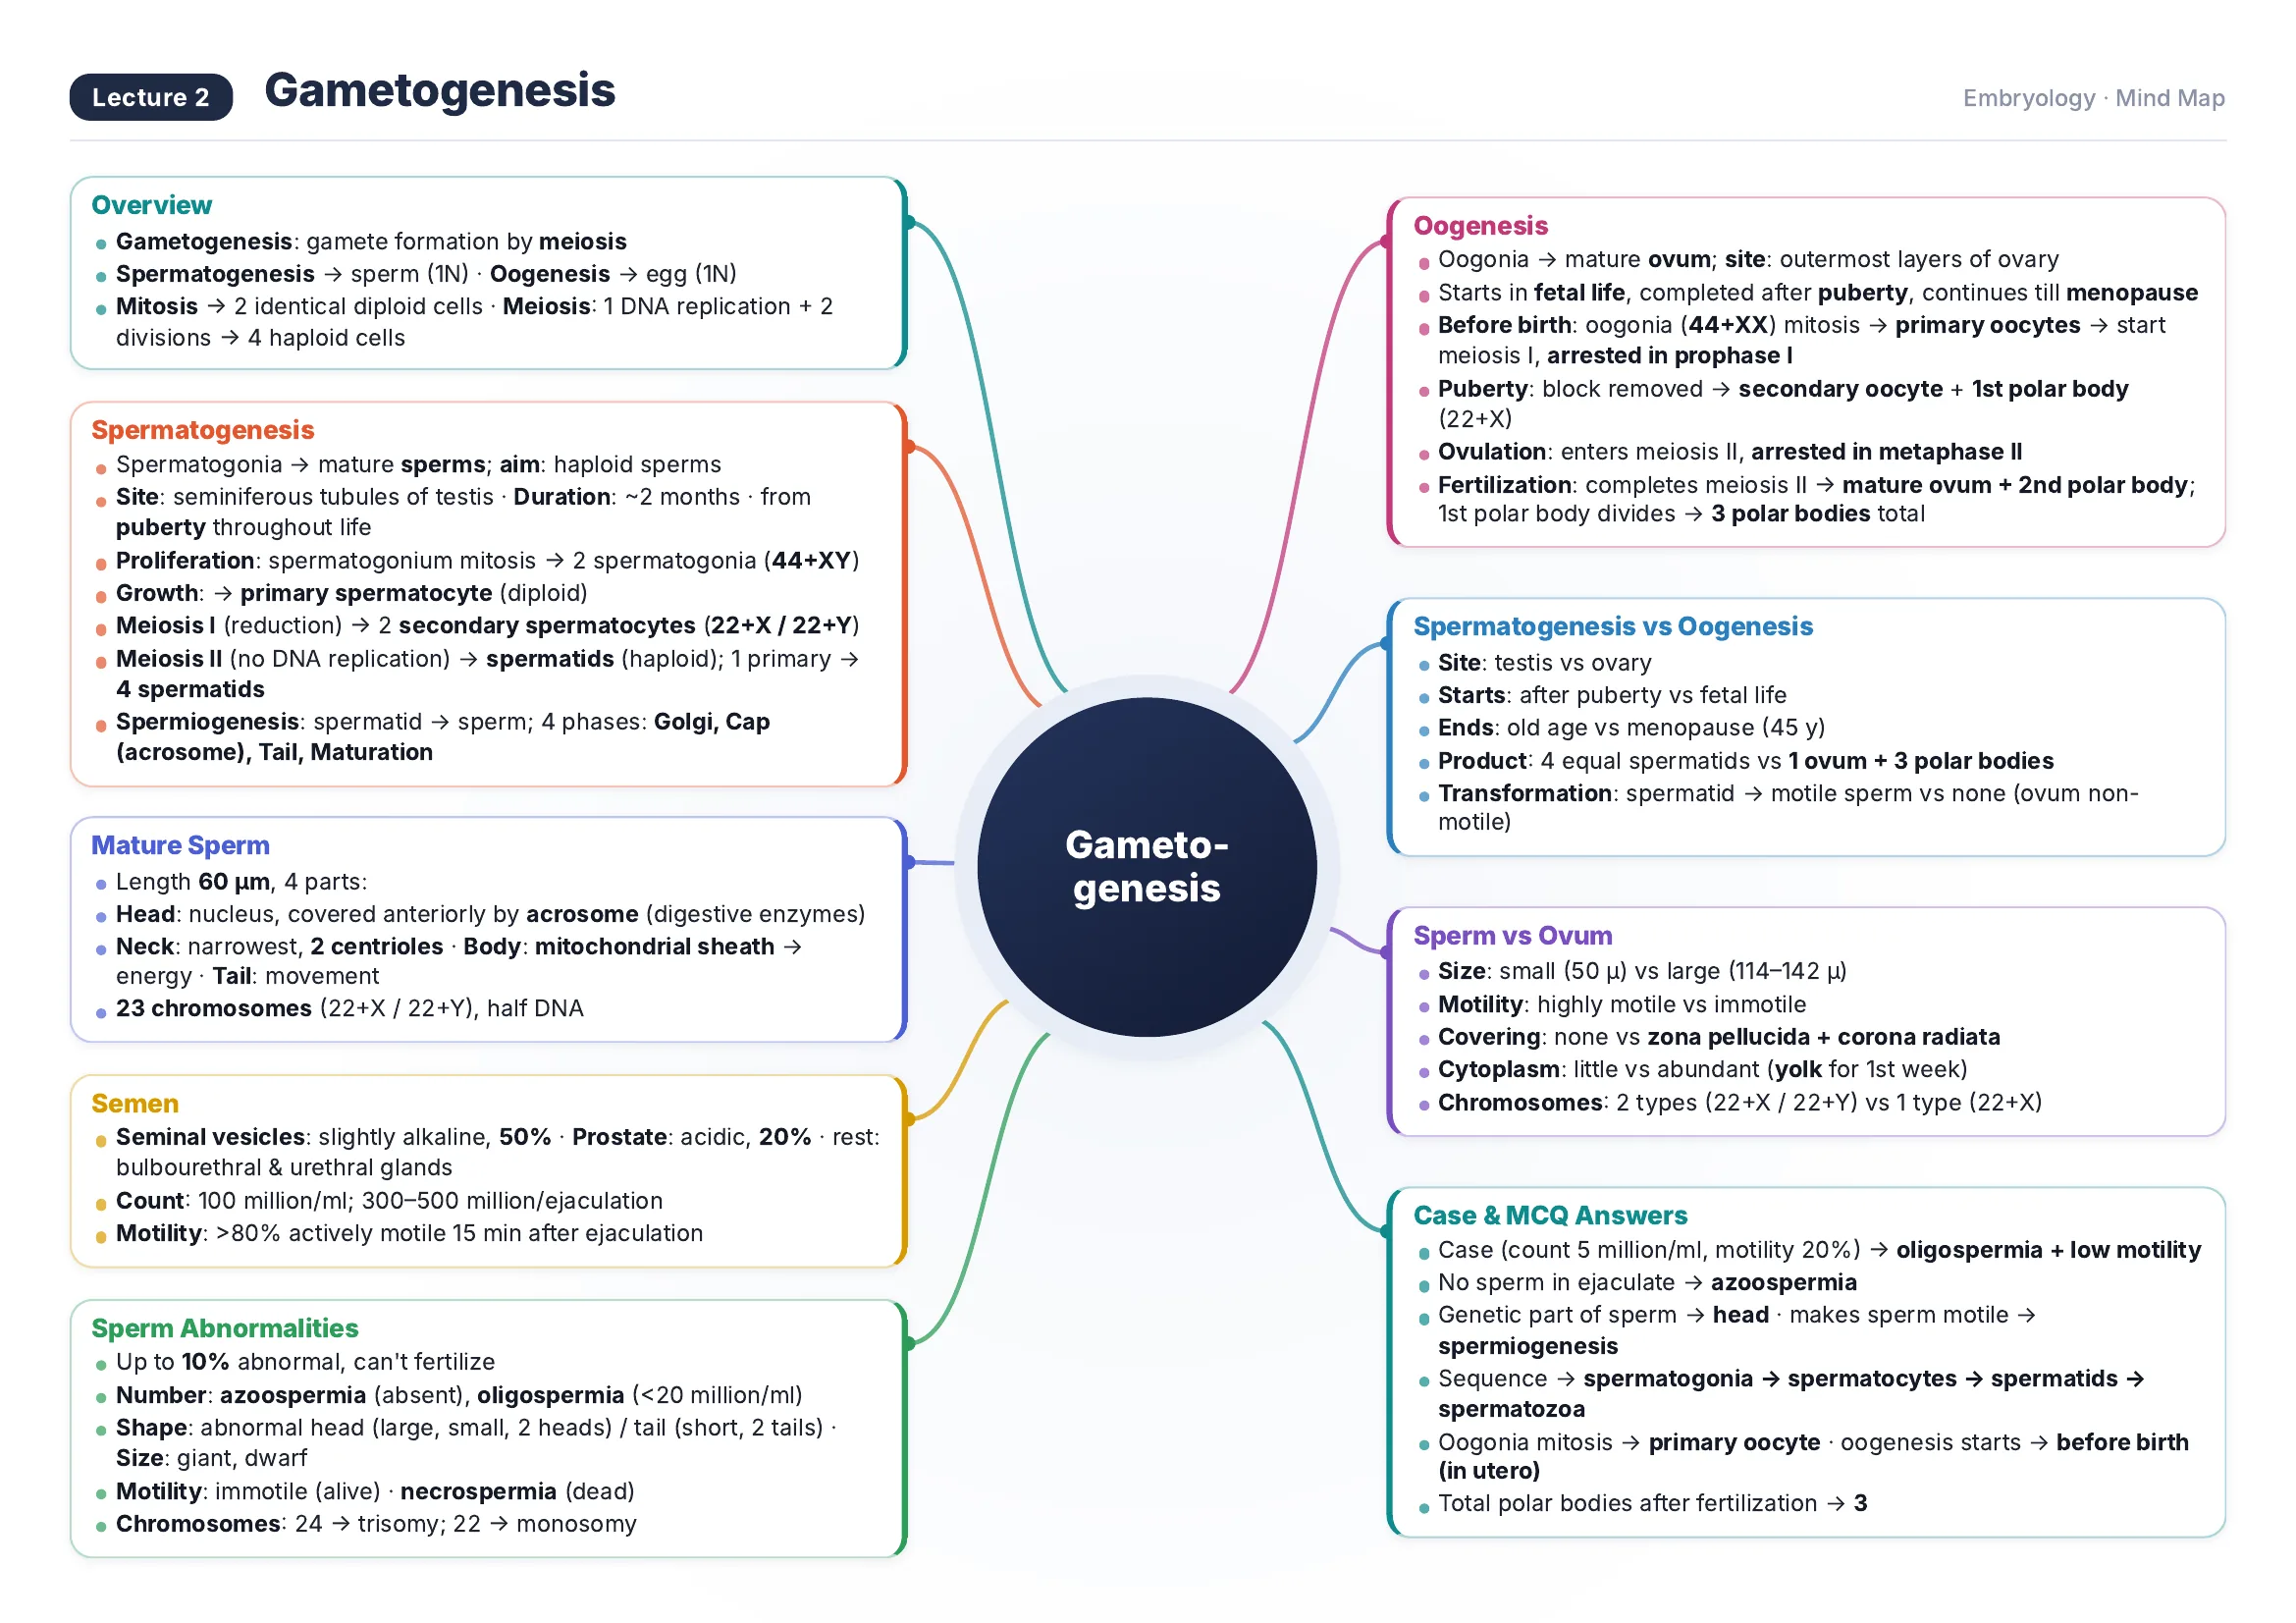 Lecture 2
Gametogenesis
Embryology · Mind Map
Overview
Gametogenesis: gamete formation by meiosis
Spermatogenesis → sperm (1N) · Oogenesis → egg (1N)
Mitosis → 2 identical diploid cells · Meiosis: 1 DNA replication + 2
divisions → 4 haploid cells
Spermatogenesis
Spermatogonia → mature sperms; aim: haploid sperms
Site: seminiferous tubules of testis · Duration: ~2 months · from
puberty throughout life
Proliferation: spermatogonium mitosis → 2 spermatogonia (44+XY)
Growth: → primary spermatocyte (diploid)
Meiosis I (reduction) → 2 secondary spermatocytes (22+X / 22+Y)
Meiosis II (no DNA replication) → spermatids (haploid); 1 primary →
4 spermatids
Spermiogenesis: spermatid → sperm; 4 phases: Golgi, Cap
(acrosome), Tail, Maturation
Mature Sperm
Length 60 µm, 4 parts:
Head: nucleus, covered anteriorly by acrosome (digestive enzymes)
Neck: narrowest, 2 centrioles · Body: mitochondrial sheath →
energy · Tail: movement
23 chromosomes (22+X / 22+Y), half DNA
Semen
Seminal vesicles: slightly alkaline, 50% · Prostate: acidic, 20% · rest:
bulbourethral & urethral glands
Count: 100 million/ml; 300–500 million/ejaculation
Motility: >80% actively motile 15 min after ejaculation
Sperm Abnormalities
Up to 10% abnormal, can't fertilize
Number: azoospermia (absent), oligospermia (<20 million/ml)
Shape: abnormal head (large, small, 2 heads) / tail (short, 2 tails) ·
Size: giant, dwarf
Motility: immotile (alive) · necrospermia (dead)
Chromosomes: 24 → trisomy; 22 → monosomy
Gameto-
genesis
Oogenesis
Oogonia → mature ovum; site: outermost layers of ovary
Starts in fetal life, completed after puberty, continues till menopause
Before birth: oogonia (44+XX) mitosis → primary oocytes → start
meiosis I, arrested in prophase I
Puberty: block removed → secondary oocyte + 1st polar body
(22+X)
Ovulation: enters meiosis II, arrested in metaphase II
Fertilization: completes meiosis II → mature ovum + 2nd polar body;
1st polar body divides → 3 polar bodies total
Spermatogenesis vs Oogenesis
Site: testis vs ovary
Starts: after puberty vs fetal life
Ends: old age vs menopause (45 y)
Product: 4 equal spermatids vs 1 ovum + 3 polar bodies
Transformation: spermatid → motile sperm vs none (ovum non-
motile)
Sperm vs Ovum
Size: small (50 µ) vs large (114–142 µ)
Motility: highly motile vs immotile
Covering: none vs zona pellucida + corona radiata
Cytoplasm: little vs abundant (yolk for 1st week)
Chromosomes: 2 types (22+X / 22+Y) vs 1 type (22+X)
Case & MCQ Answers
Case (count 5 million/ml, motility 20%) → oligospermia + low motility
No sperm in ejaculate → azoospermia
Genetic part of sperm → head · makes sperm motile →
spermiogenesis
Sequence → spermatogonia → spermatocytes → spermatids →
spermatozoa
Oogonia mitosis → primary oocyte · oogenesis starts → before birth
(in utero)
Total polar bodies after fertilization → 3